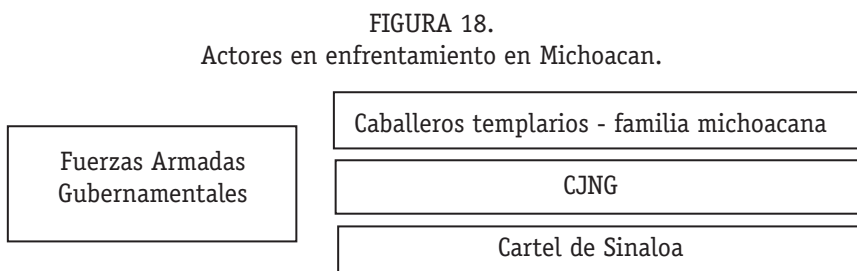 FIGURA 18.
Actores en enfrentamiento en Michoacan.
Fuerzas Armadas
Gubernamentales
Caballeros templarios - familia michoacana
CJNG
Cartel de Sinaloa